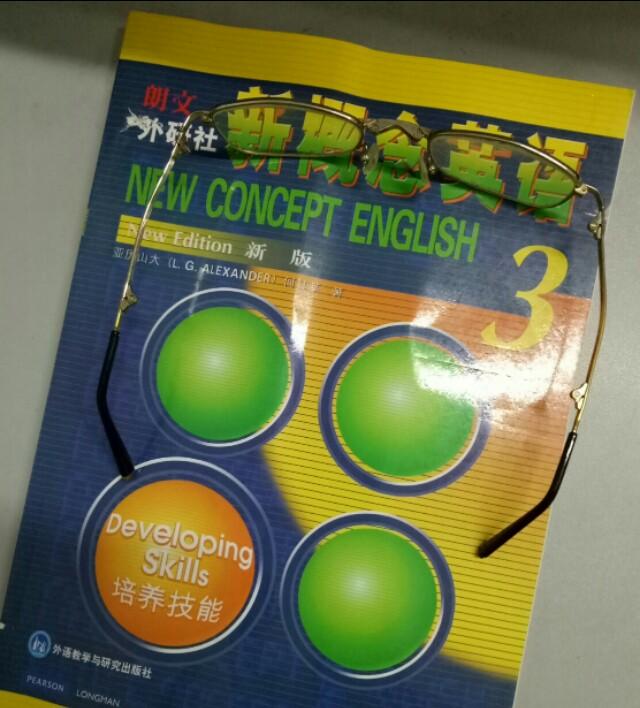 朗文
外研社
新概念英语
NEW CONCEPT ENGLISH
New Edition 新 版
3
亚历山大（L. G. ALEXANDER） 著
Developing
Skills
培养技能
外语教学与研究出版社
PEARSON LONGMAN